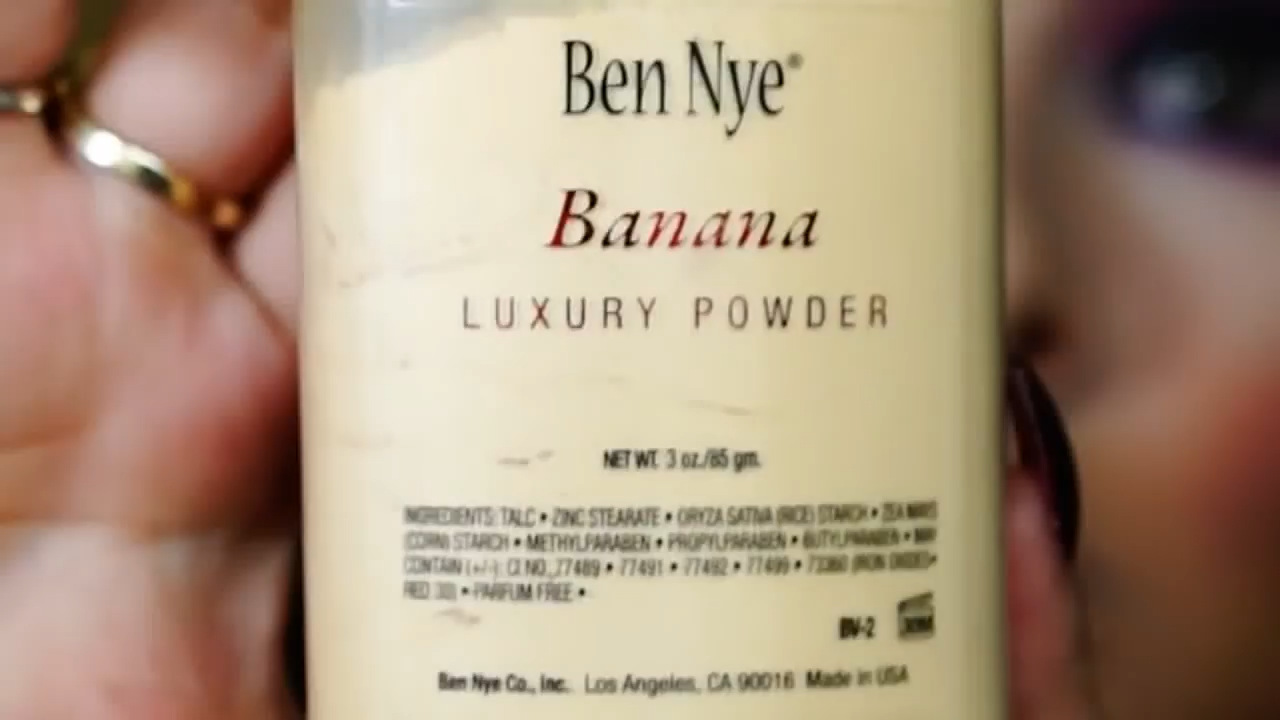 Ben Nye®
Banana
LUXURY POWDER
NET WT. 3 oz./85 gm.
INGREDIENTS: TALC • ZINC STEARATE • ORYZA SATIVA (RICE) STARCH • ZEA MAYS
(CORN) STARCH • METHYLPARABEN • PROPYLPARABEN • BUTYLPARABEN • MAY
CONTAIN (+/-): CI NO. 77489 • 77491 • 77492 • 77499 • 73360 (IRON OXIDE) •
RED 30) • PARFUM FREE •
BV-2 30M
Ben Nye Co., Inc. Los Angeles, CA 90016 Made in USA